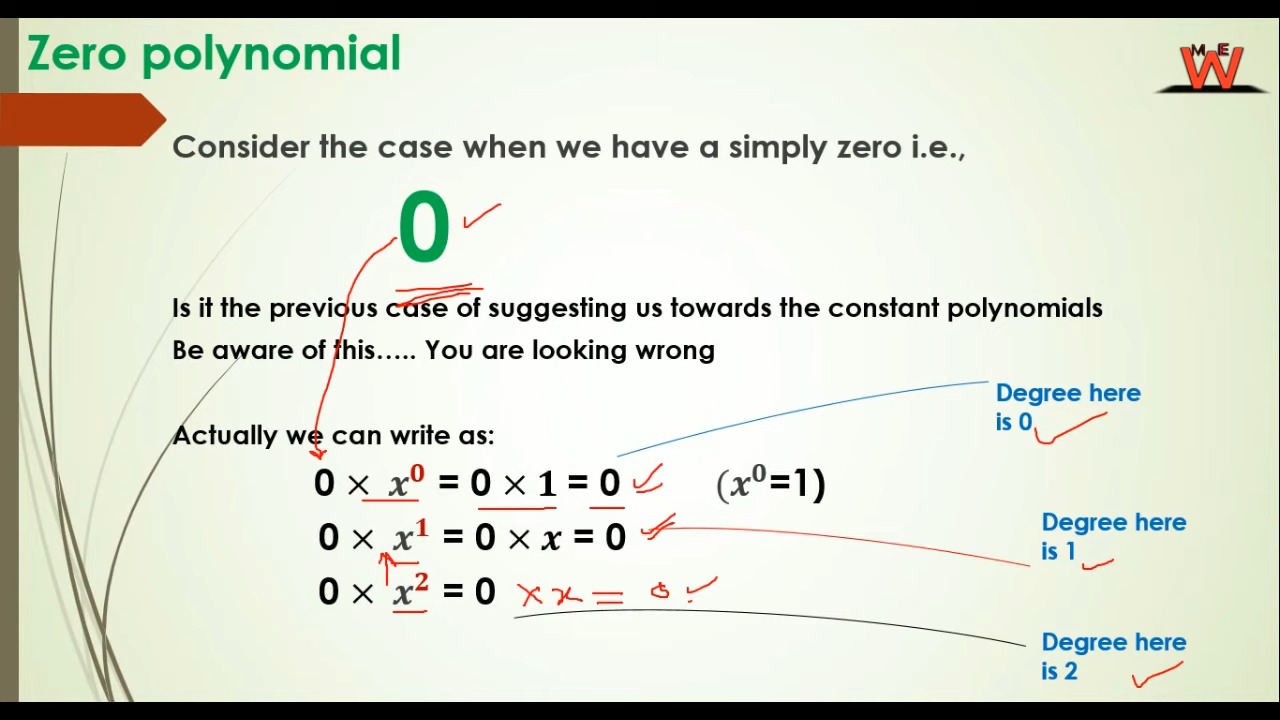 Zero polynomial
M E
W
Consider the case when we have a simply zero i.e.,
0
Is it the previous case of suggesting us towards the constant polynomials
Be aware of this….. You are looking wrong
Actually we can write as:
0 × x⁰ = 0 × 1 = 0 (x⁰=1)
0 × x¹ = 0 × x = 0
0 × x² = 0 × x = 0
Degree here
is 0
Degree here
is 1
Degree here
is 2